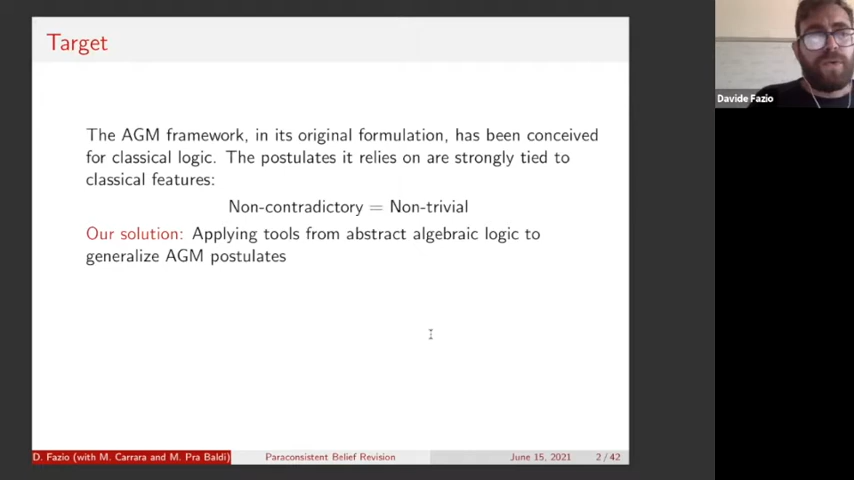 Target
The AGM framework, in its original formulation, has been conceived
for classical logic. The postulates it relies on are strongly tied to
classical features:
Non-contradictory = Non-trivial
Our solution: Applying tools from abstract algebraic logic to
generalize AGM postulates
D. Fazio (with M. Carrara and M. Pra Baldi) Paraconsistent Belief Revision June 15, 2021 2 / 42
Davide Fazio